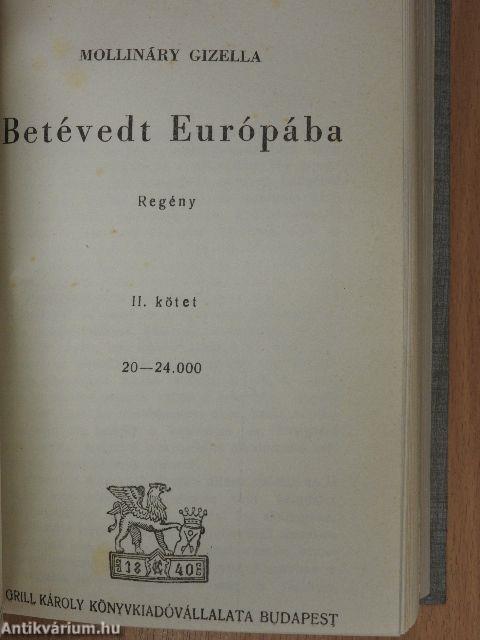 MOLLINÁRY GIZELLA
Betévedt Európába
Regény
II. kötet
20—24.000
18 40
GRILL KÁROLY KÖNYVKIADÓVÁLLALATA BUDAPEST
Antikvárium.hu